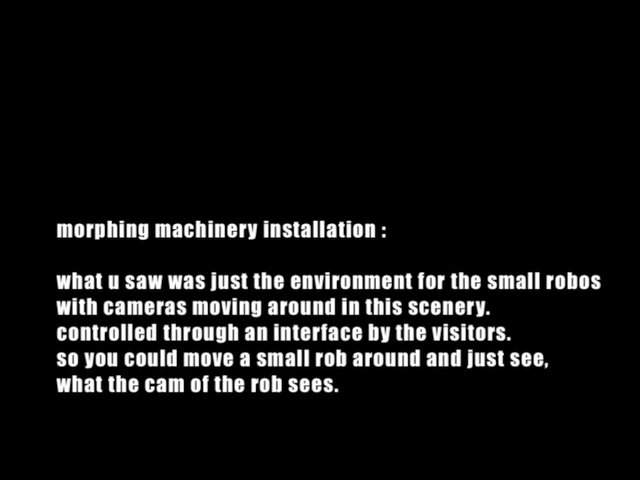 morphing machinery installation :
what u saw was just the environment for the small robos
with cameras moving around in this scenery.
controlled through an interface by the visitors.
so you could move a small rob around and just see,
what the cam of the rob sees.